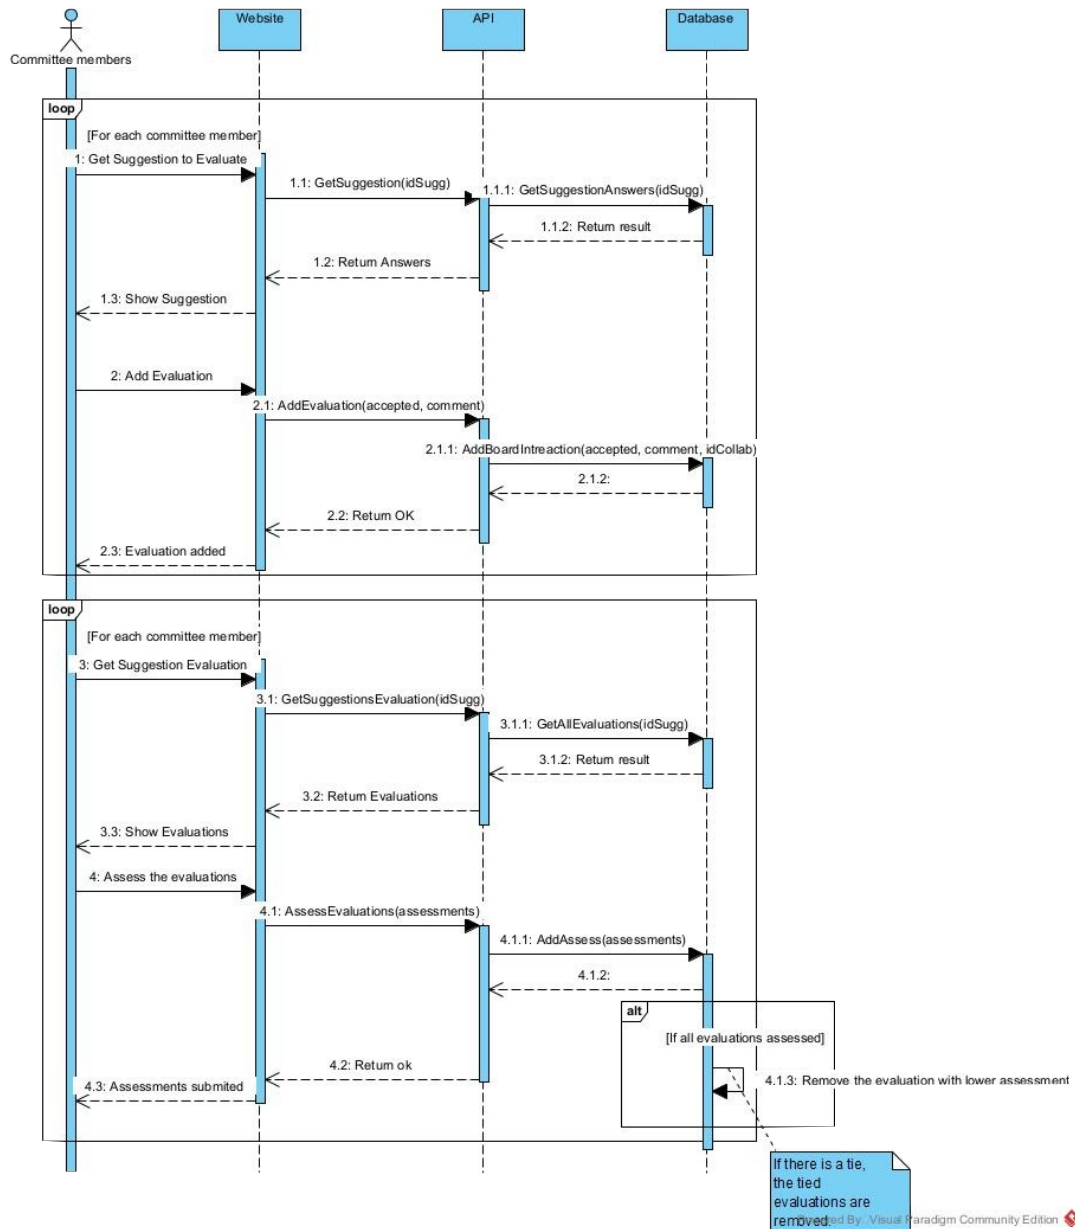 Website
API
Database
Committee members
loop
[For each committee member]
1: Get Suggestion to Evaluate
1.1: GetSuggestion(idSugg)
1.1.1: GetSuggestionAnswers(idSugg)
1.1.2: Return result
1.2: Return Answers
1.3: Show Suggestion
2: Add Evaluation
2.1: AddEvaluation(accepted, comment)
2.1.1: AddBoardIntreaction(accepted, comment, idCollab)
2.1.2:
2.2: Return OK
2.3: Evaluation added
loop
[For each committee member]
3: Get Suggestion Evaluation
3.1: GetSuggestionsEvaluation(idSugg)
3.1.1: GetAllEvaluations(idSugg)
3.1.2: Return result
3.2: Return Evaluations
3.3: Show Evaluations
4: Assess the evaluations
4.1: AssessEvaluations(assessments)
4.1.1: AddAssess(assessments)
4.1.2:
alt
[If all evaluations assessed]
4.2: Return ok
4.1.3: Remove the evaluation with lower assessment
4.3: Assessments submited
If there is a tie,
the tied
evaluations are
removed.
Powered By Visual Paradigm Community Edition